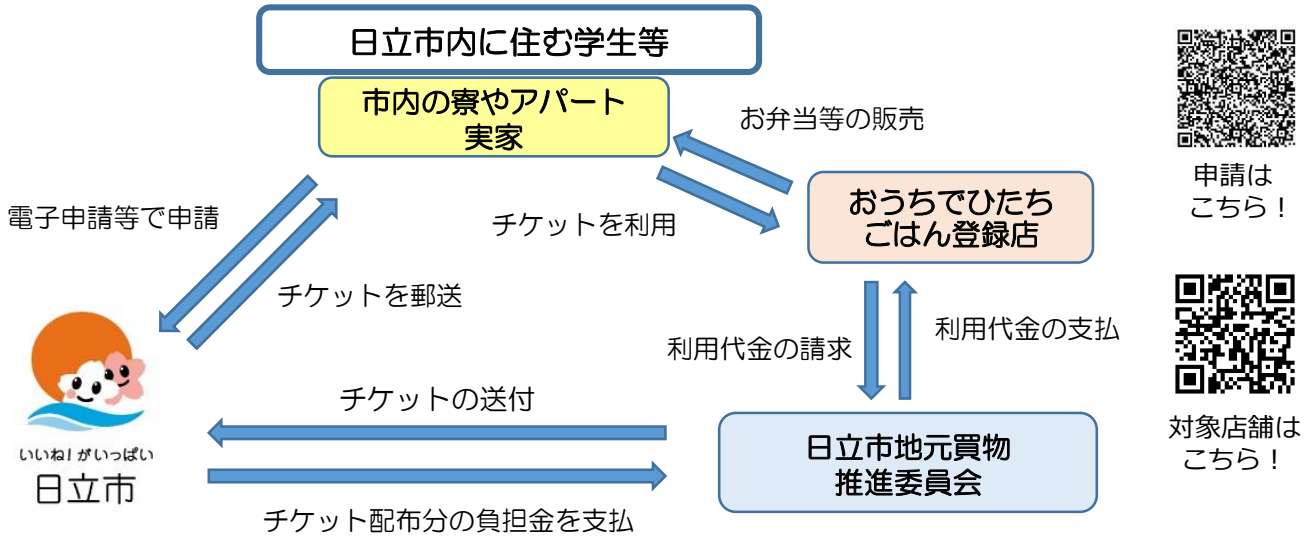 日立市内に住む学生等
市内の寮やアパート
実家
お弁当等の販売
電子申請等で申請
チケットを利用
おうちでひたち
ごはん登録店
申請は
こちら！
チケットを郵送
利用代金の請求
利用代金の支払
チケットの送付
いいね！がいっぱい
日立市
日立市地元買物
推進委員会
対象店舗は
こちら！
チケット配布分の負担金を支払